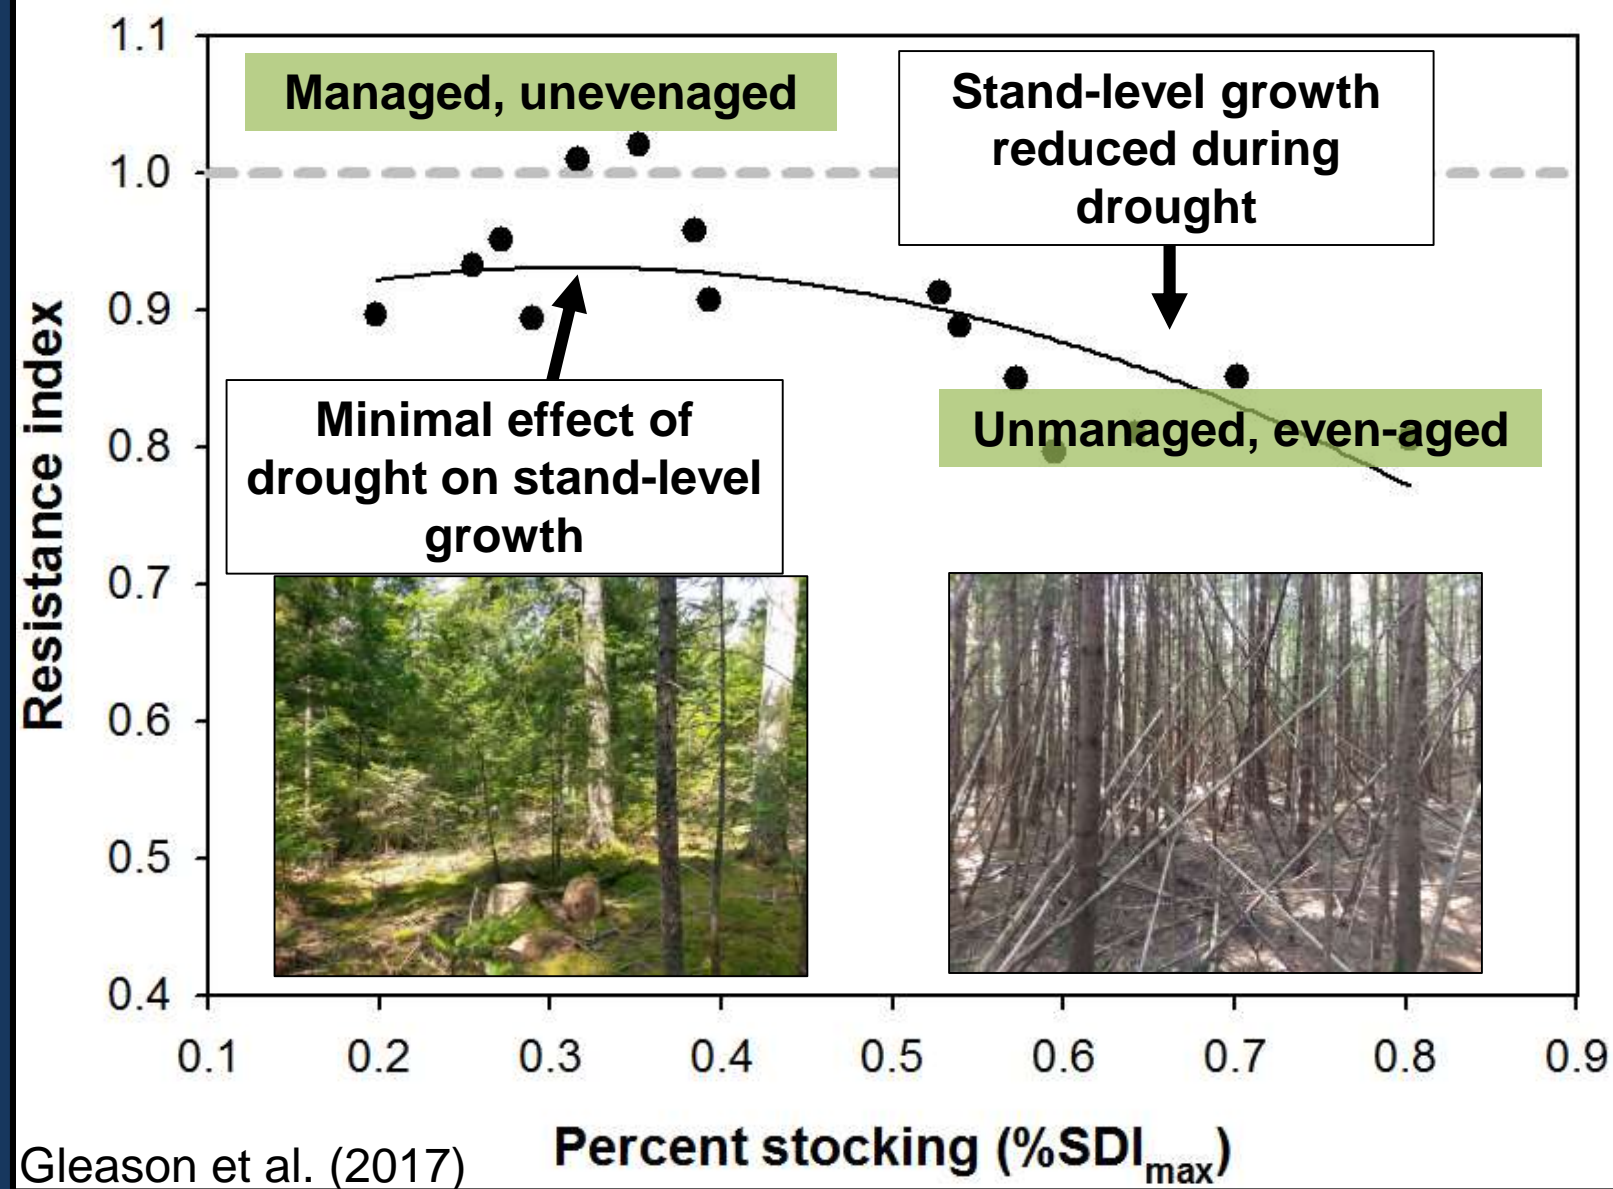 1.1
1.0
0.9
0.8
0.7
0.6
0.5
0.4
Resistance index
Managed, unevenaged
Stand-level growth
reduced during
drought
Minimal effect of
drought on stand-level
growth
Unmanaged, even-aged
0.1 0.2 0.3 0.4 0.5 0.6 0.7 0.8 0.9
Percent stocking (%SDImax)
Gleason et al. (2017)